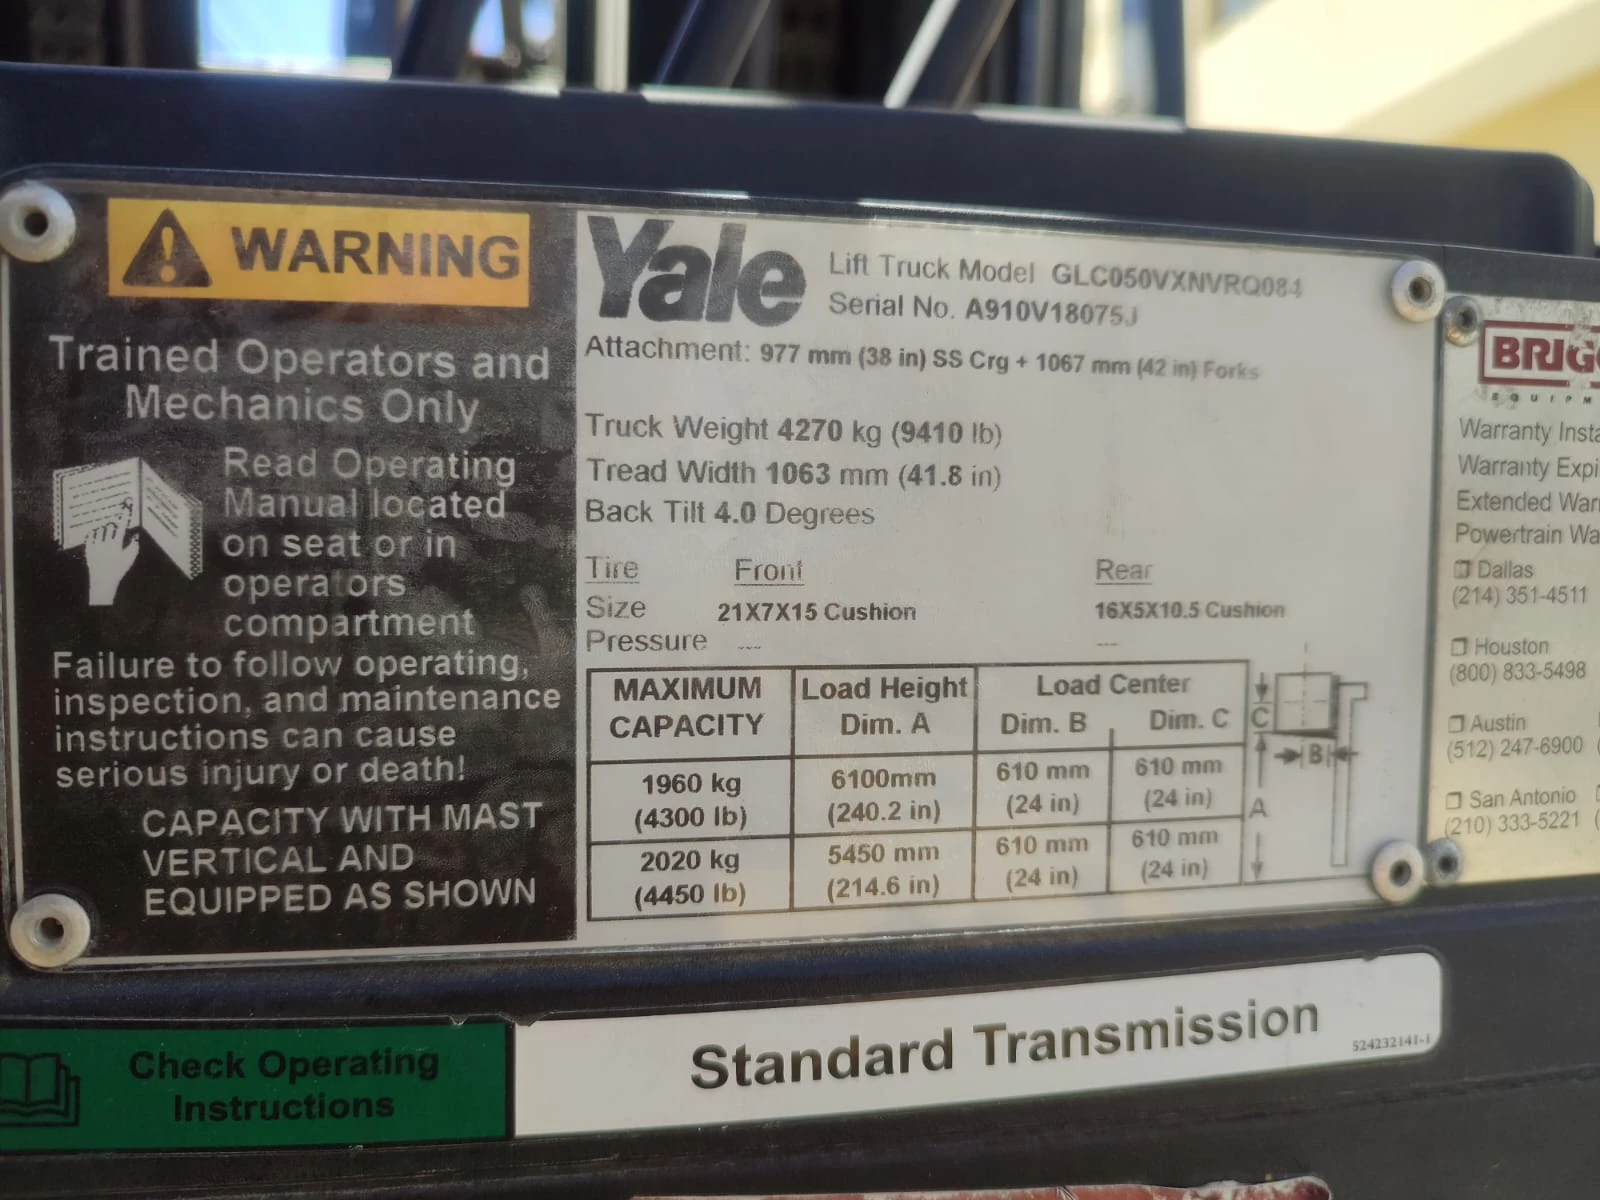 WARNING
Trained Operators and
Mechanics Only
Read Operating
Manual located
on seat or in
operators
compartment
Failure to follow operating,
inspection, and maintenance
instructions can cause
serious injury or death!
CAPACITY WITH MAST
VERTICAL AND
EQUIPPED AS SHOWN
Yale
Lift Truck Model GLC050VXNVRQ084
Serial No. A910V18075J
Attachment: 977 mm (38 in) SS Crg + 1067 mm (42 in) Forks
Truck Weight 4270 kg (9410 lb)
Tread Width 1063 mm (41.8 in)
Back Tilt 4.0 Degrees
Tire Front Rear
Size 21X7X15 Cushion 16X5X10.5 Cushion
Pressure --- ---
MAXIMUM CAPACITY Load Height Dim. A Load Center Dim. B Dim. C
1960 kg (4300 lb) 6100mm (240.2 in) 610 mm (24 in) 610 mm (24 in)
2020 kg (4450 lb) 5450 mm (214.6 in) 610 mm (24 in) 610 mm (24 in)
C
B
A
Warranty
Warranty
Extended
Powertrain
Dallas
(214) 351-4511
Houston
(800) 833-5498
Austin
(512) 247-6900
San Antonio
(210) 333-5221
Check Operating
Instructions
Standard Transmission
524232141-1